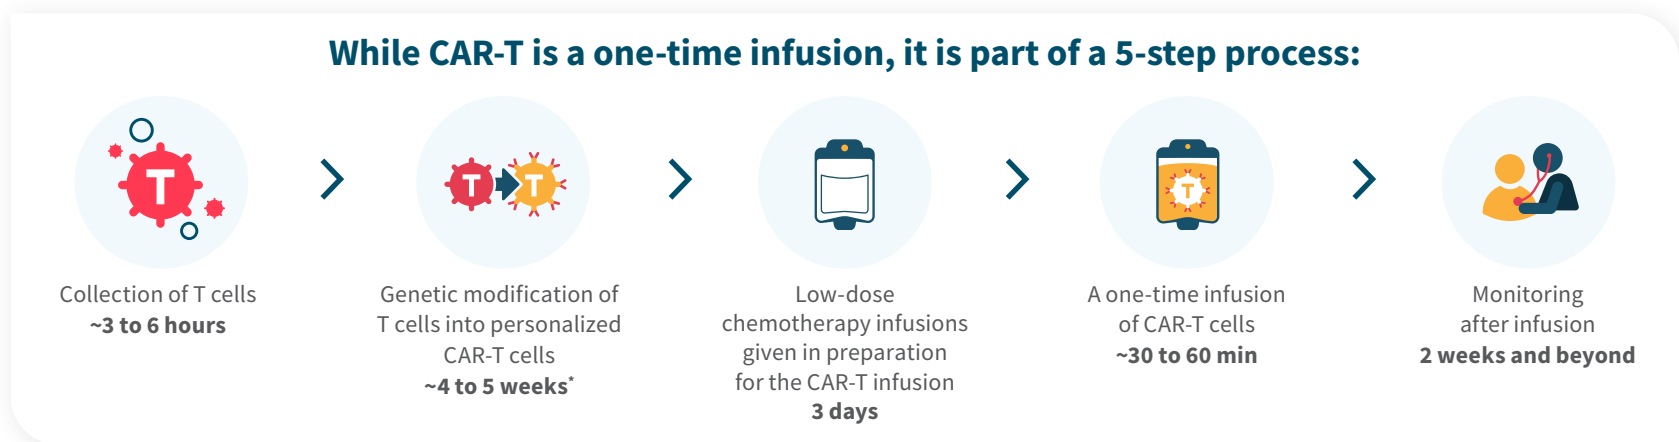 While CAR-T is a one-time infusion, it is part of a 5-step process:
T
Collection of T cells
~3 to 6 hours
T T
Genetic modification of
T cells into personalized
CAR-T cells
~4 to 5 weeks*
Low-dose
chemotherapy infusions
given in preparation
for the CAR-T infusion
3 days
T
A one-time infusion
of CAR-T cells
~30 to 60 min
Monitoring
after infusion
2 weeks and beyond